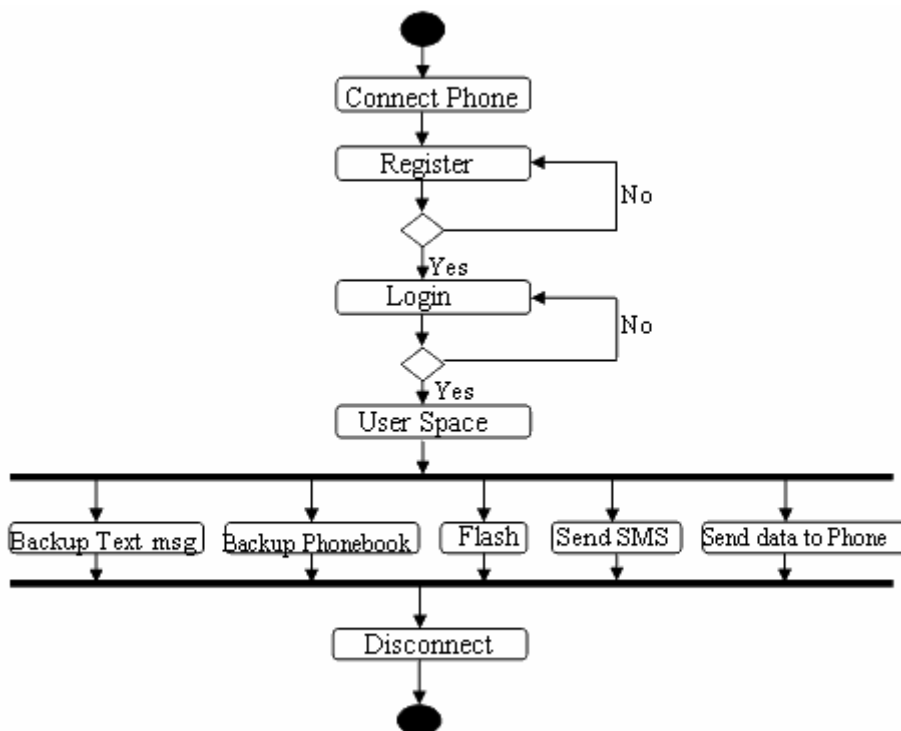 Connect Phone
Register
No
Yes
Login
No
Yes
User Space
Backup Text msg
Backup Phonebook
Flash
Send SMS
Send data to Phone
Disconnect